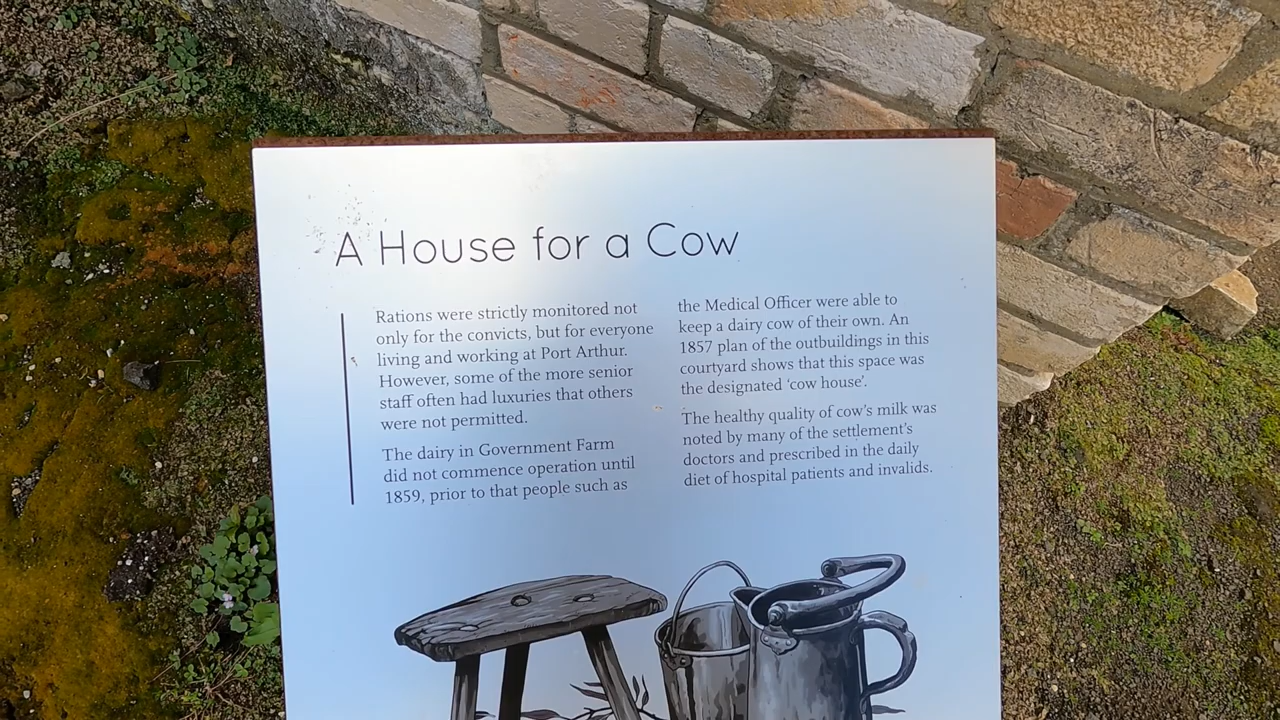 A House for a Cow
Rations were strictly monitored not
only for the convicts, but for everyone
living and working at Port Arthur.
However, some of the more senior
staff often had luxuries that others
were not permitted.
The dairy in Government Farm
did not commence operation until
1859, prior to that people such as
the Medical Officer were able to
keep a dairy cow of their own. An
1857 plan of the outbuildings in this
courtyard shows that this space was
the designated ‘cow house’.
The healthy quality of cow’s milk was
noted by many of the settlement’s
doctors and prescribed in the daily
diet of hospital patients and invalids.